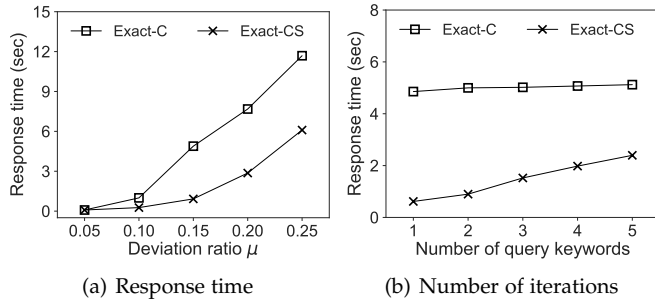 Exact-C Exact-CS
Response time (sec)
15
12
9
6
3
0
0.05 0.10 0.15 0.20 0.25
Deviation ratio μ
(a) Response time
Exact-C Exact-CS
Response time (sec)
8
6
4
2
0
1 2 3 4 5
Number of query keywords
(b) Number of iterations